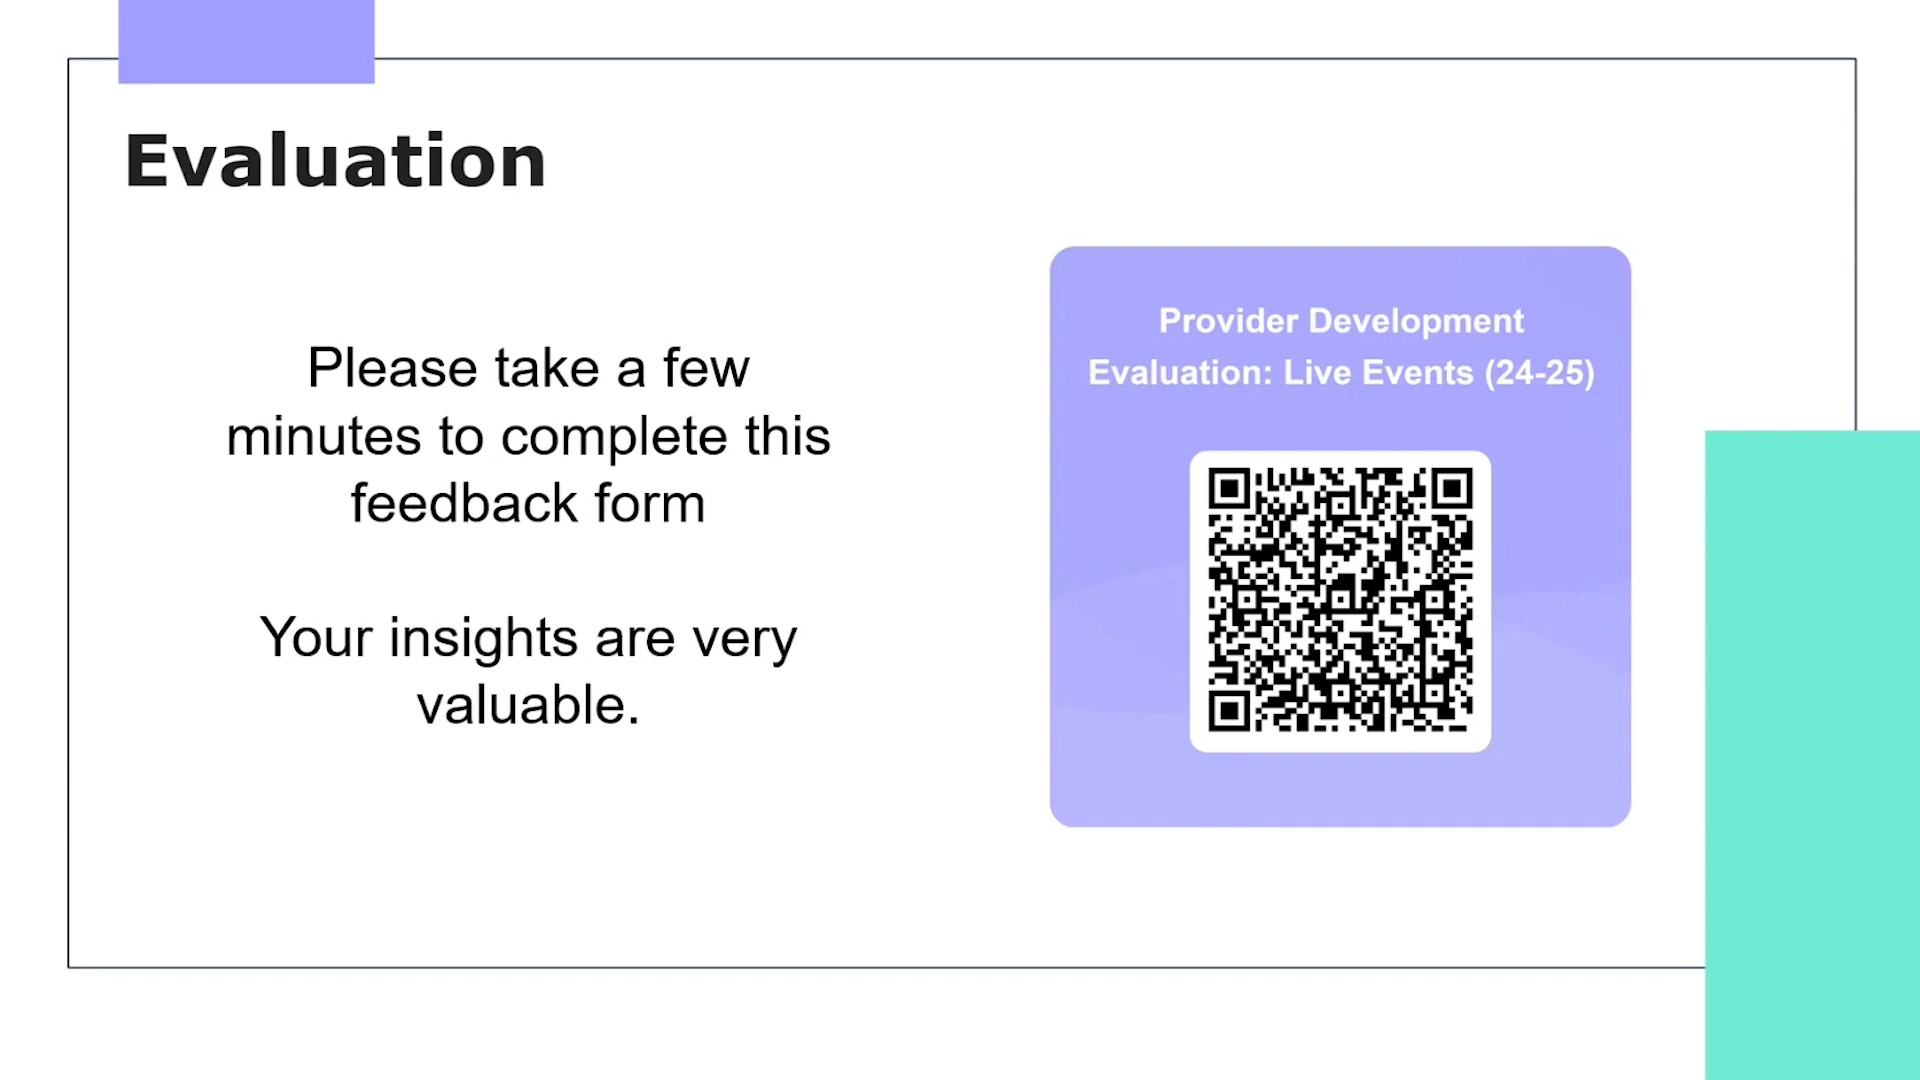 Evaluation
Please take a few
minutes to complete this
feedback form
Your insights are very
valuable.
Provider Development
Evaluation: Live Events (24-25)